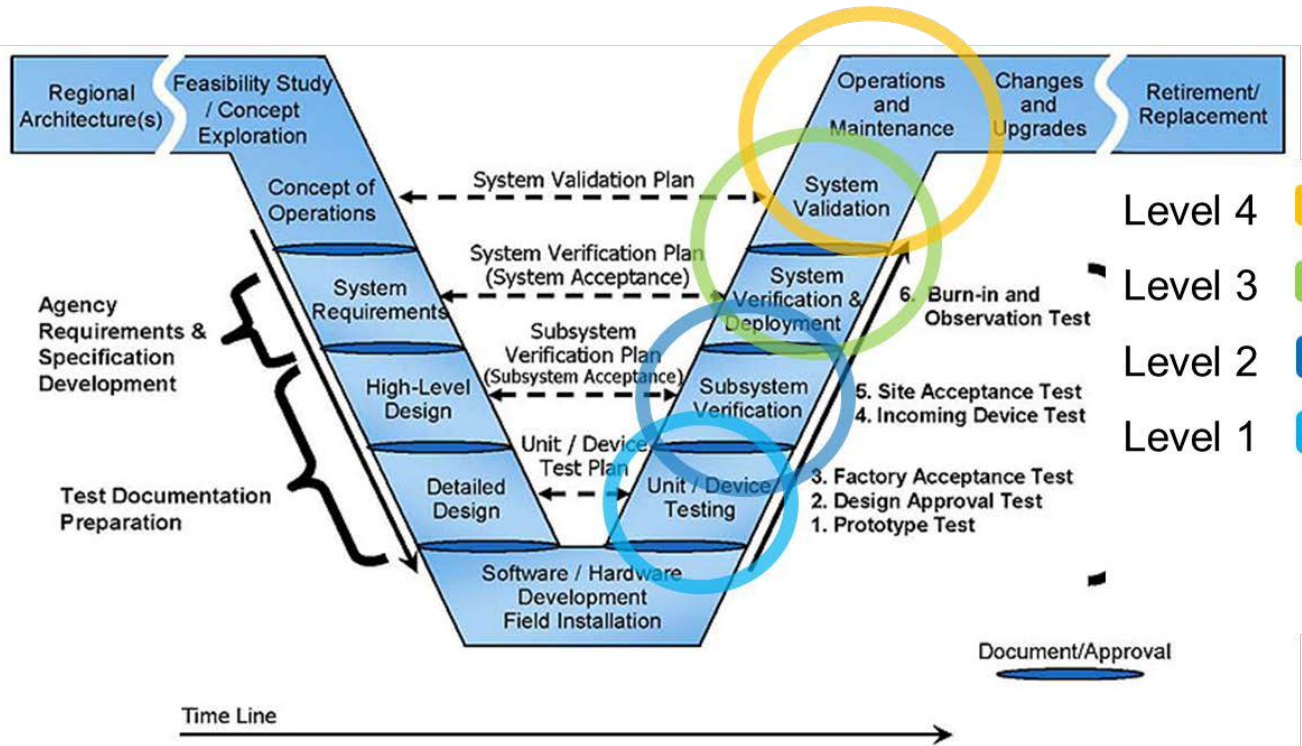 Regional
Architecture(s)
Feasibility Study
/ Concept
Exploration
Operations
and
Maintenance
Changes
and
Upgrades
Retirement/
Replacement
Concept of
Operations
System Validation Plan
System
Validation
System
Requirements
System Verification Plan
(System Acceptance)
System
Verification &
Deployment
High-Level
Design
Subsystem
Verification Plan
(Subsystem Acceptance)
Subsystem
Verification
Detailed
Design
Unit / Device
Test Plan
Unit / Device
Testing
Software / Hardware
Development
Field Installation
Agency
Requirements &
Specification
Development
Test Documentation
Preparation
6. Burn-in and
Observation Test
5. Site Acceptance Test
4. Incoming Device Test
3. Factory Acceptance Test
2. Design Approval Test
1. Prototype Test
Level 4
Level 3
Level 2
Level 1
Document/Approval
Time Line